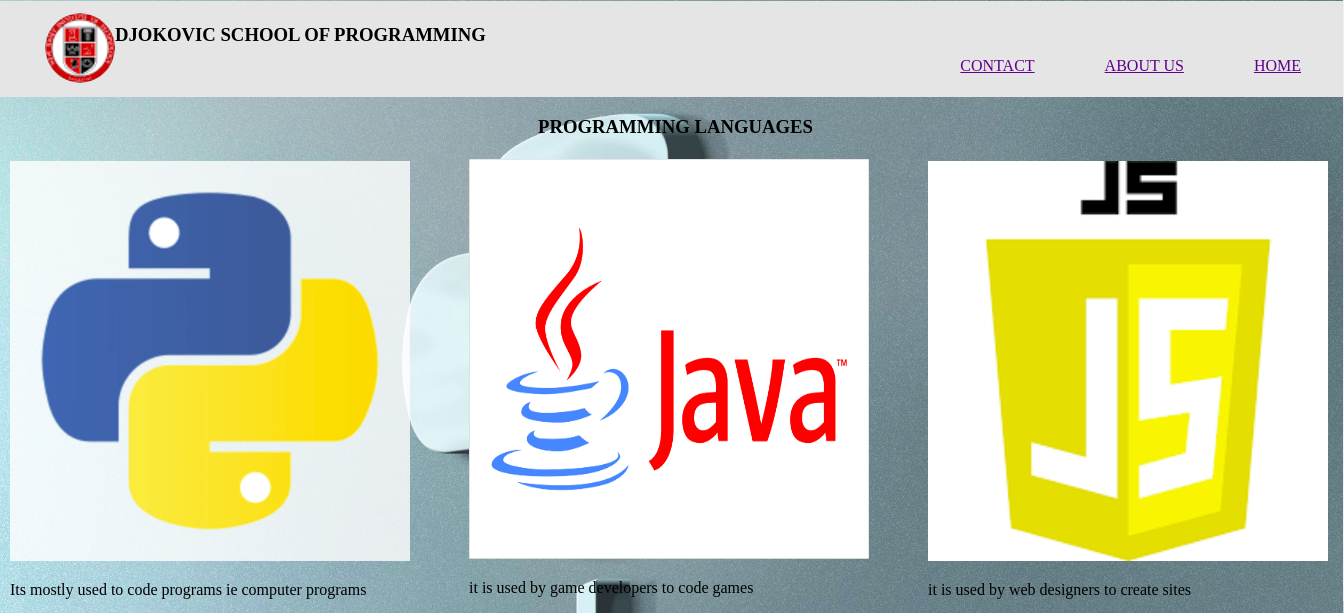 DJOKOVIC SCHOOL OF PROGRAMMING
CONTACT ABOUT US HOME
PROGRAMMING LANGUAGES
JS
Java™
JS
Its mostly used to code programs ie computer programs
it is used by game developers to code games
it is used by web designers to create sites